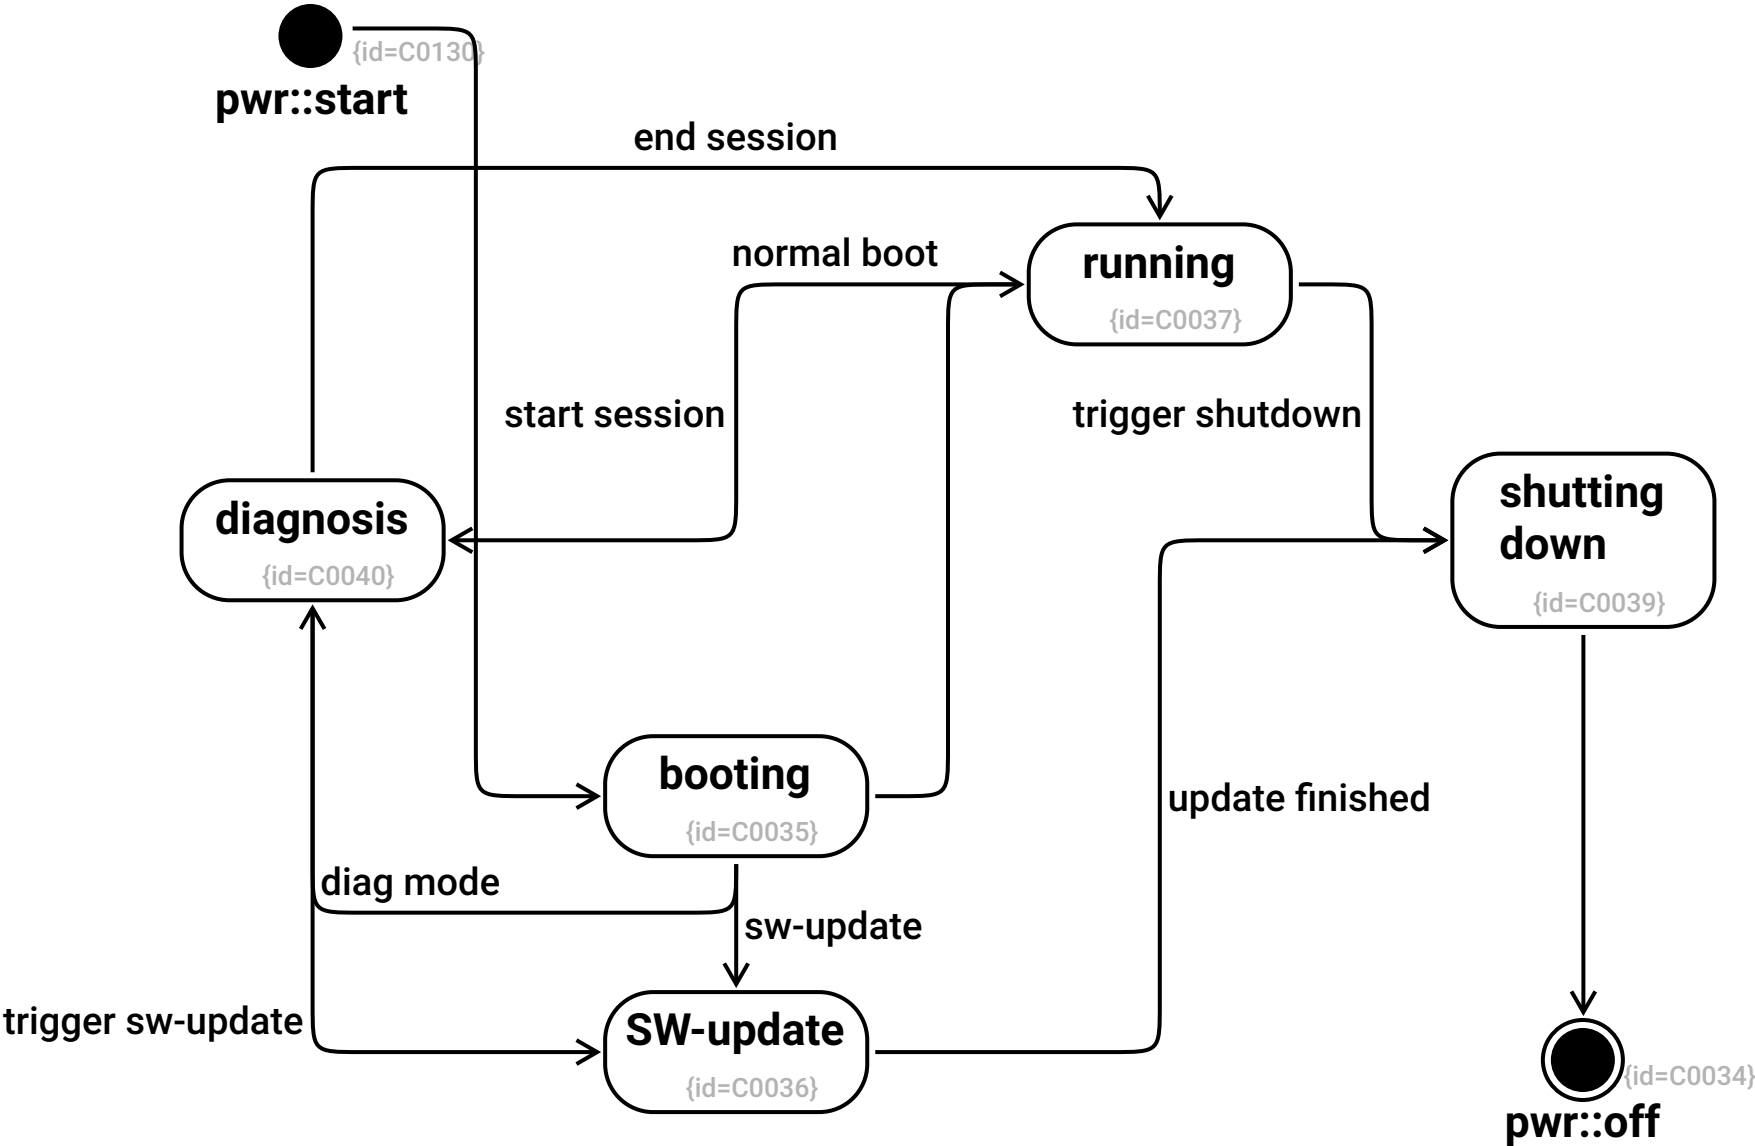 {id=C0130}
pwr::start
end session
normal boot
running
{id=C0037}
start session
trigger shutdown
diagnosis
{id=C0040}
shutting
down
{id=C0039}
booting
{id=C0035}
update finished
diag mode
sw-update
trigger sw-update
SW-update
{id=C0036}
{id=C0034}
pwr::off